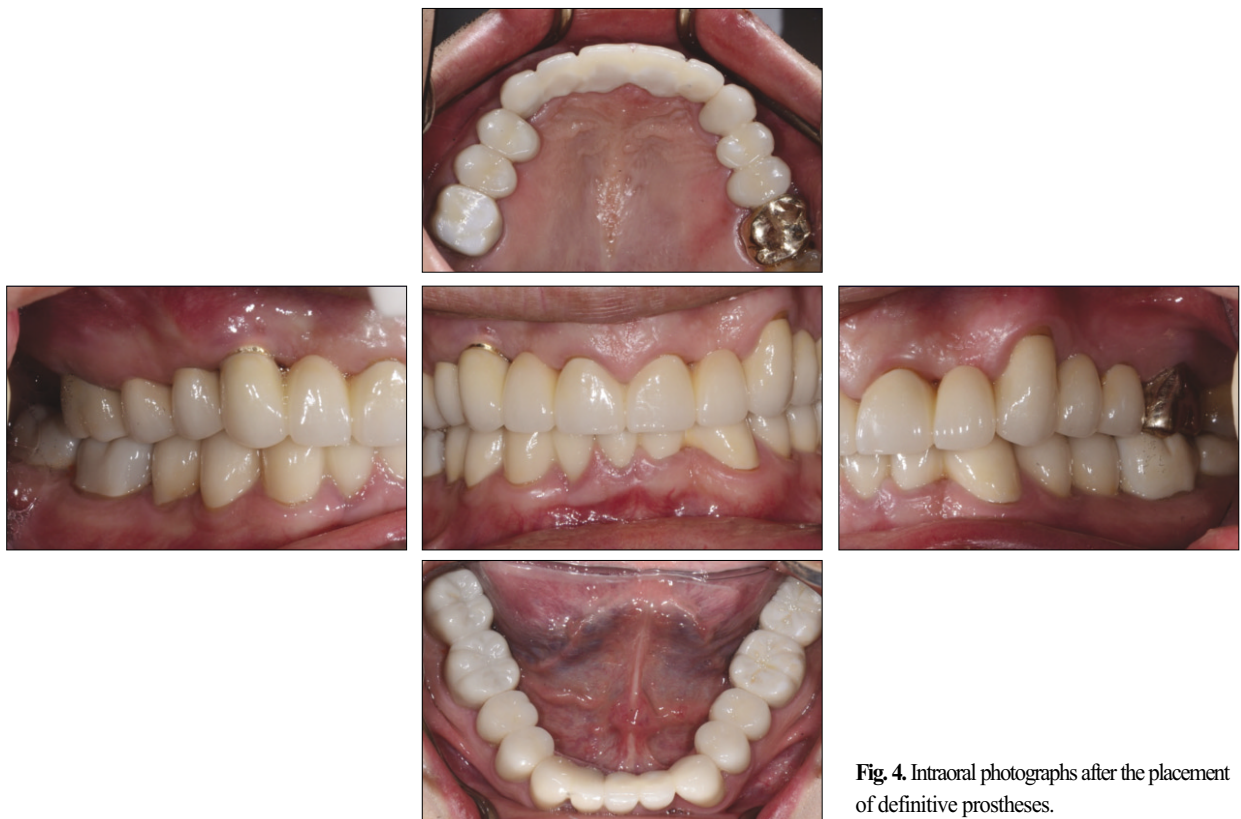 Fig. 4. Intraoral photographs after the placement
of definitive prostheses.